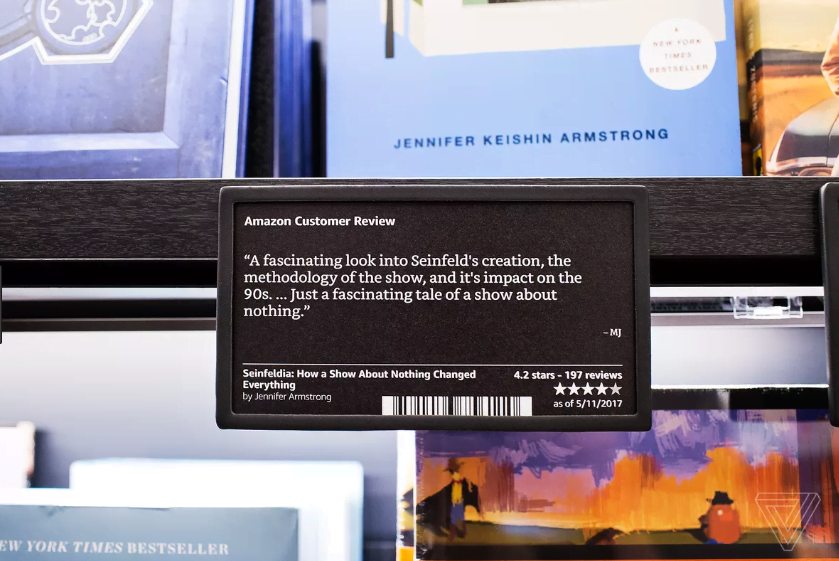 A
NEW YORK
TIMES
BESTSELLER
JENNIFER KEISHIN ARMSTRONG
Amazon Customer Review
“A fascinating look into Seinfeld's creation, the
methodology of the show, and it's impact on the
90s. ... Just a fascinating tale of a show about
nothing.”
–MJ
Seinfeldia: How a Show About Nothing Changed
Everything
by Jennifer Armstrong
4.2 stars – 197 reviews
as of 5/11/2017
NEW YORK TIMES BESTSELLER